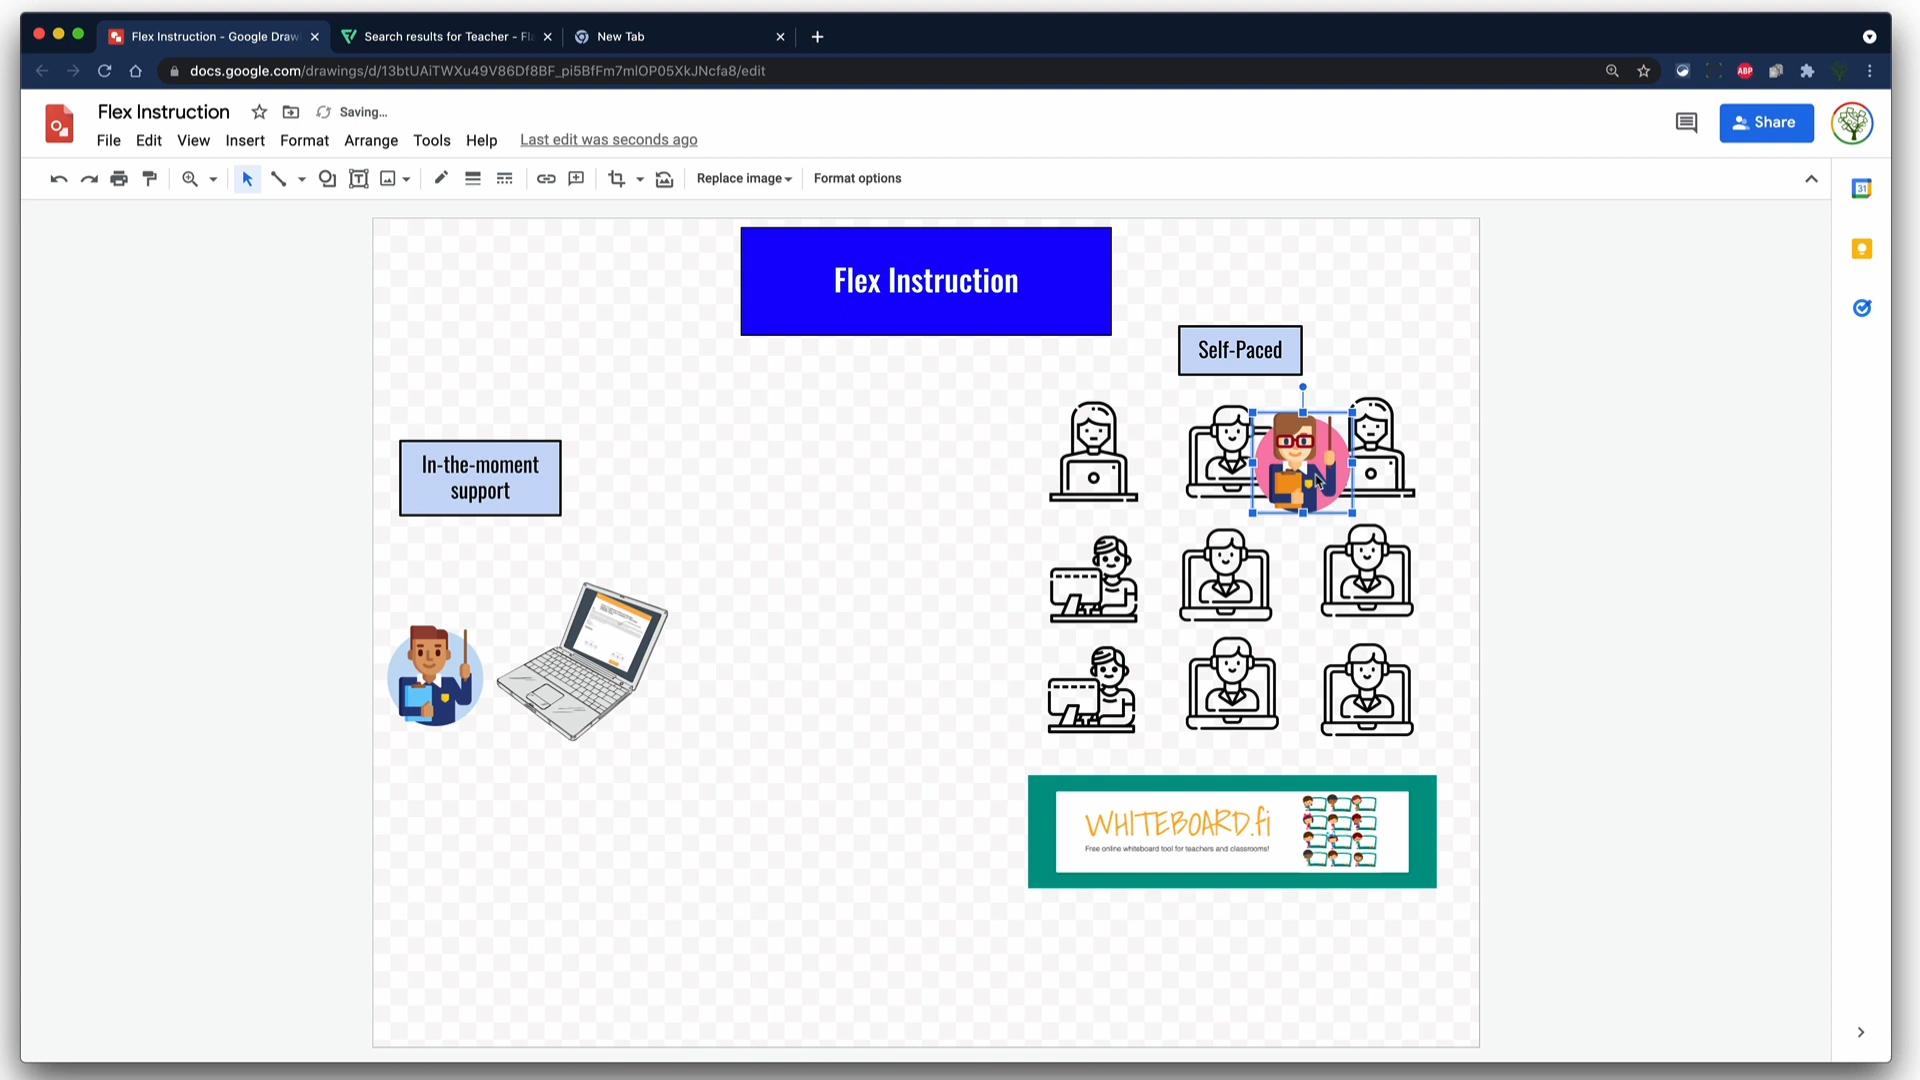 Flex Instruction - Google Draw
Search results for Teacher - Fl
New Tab
docs.google.com/drawings/d/13btUAiTWXu49V86Df8BF_pi5BfFm7mlOP05XkJNcfa8/edit
ABP
Flex Instruction
Saving...
File Edit View Insert Format Arrange Tools Help Last edit was seconds ago
Share
Replace image
Format options
31
Flex Instruction
Self-Paced
In-the-moment
support
WHITEBOARD.fi
Free online whiteboard tool for teachers and classrooms!